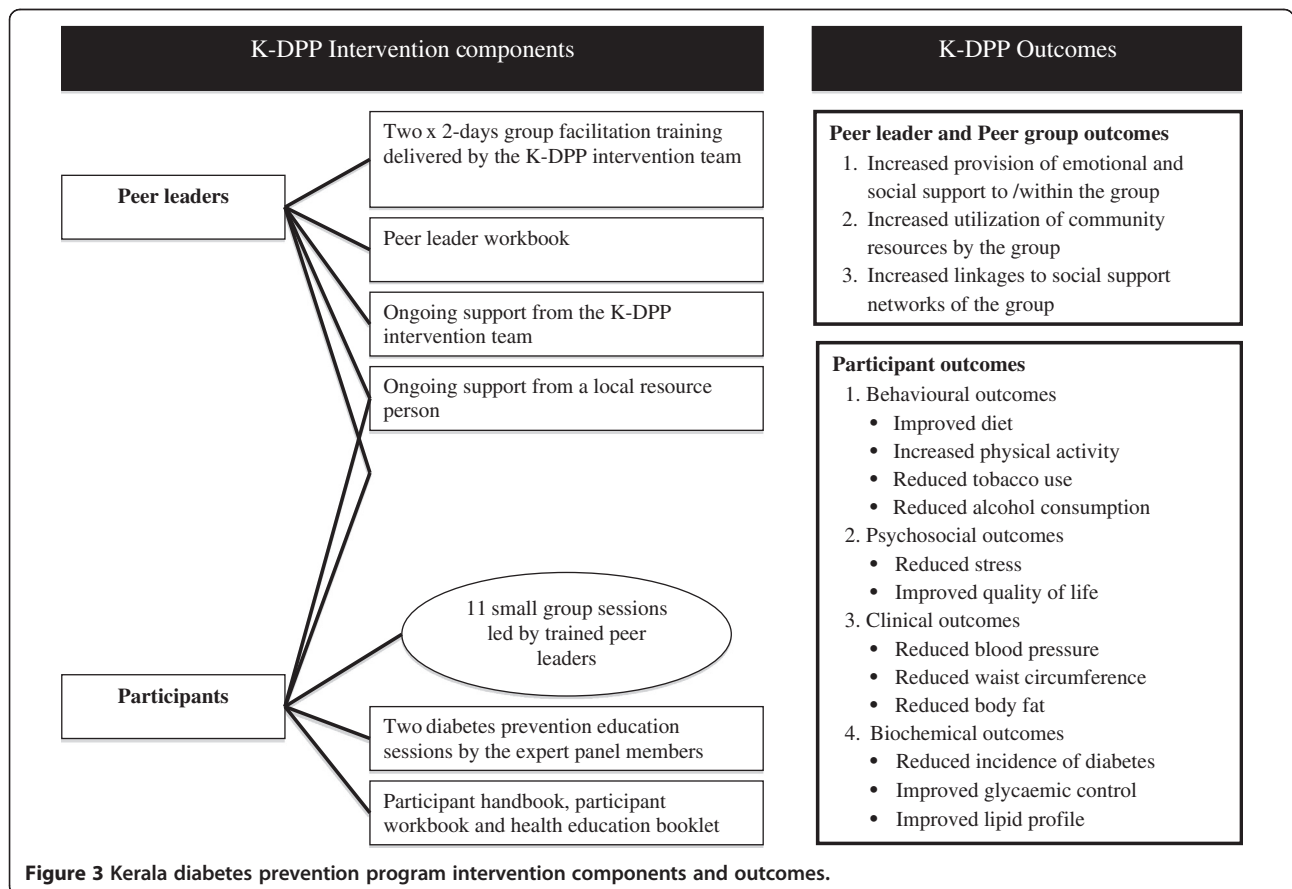 K-DPP Intervention components
Peer leaders
Two x 2-days group facilitation training
delivered by the K-DPP intervention team
Peer leader workbook
Ongoing support from the K-DPP
intervention team
Ongoing support from a local resource
person
11 small group sessions
led by trained peer
leaders
Participants
Two diabetes prevention education
sessions by the expert panel members
Participant handbook, participant
workbook and health education booklet
K-DPP Outcomes
Peer leader and Peer group outcomes
1. Increased provision of emotional and
social support to /within the group
2. Increased utilization of community
resources by the group
3. Increased linkages to social support
networks of the group
Participant outcomes
1. Behavioural outcomes
• Improved diet
• Increased physical activity
• Reduced tobacco use
• Reduced alcohol consumption
2. Psychosocial outcomes
• Reduced stress
• Improved quality of life
3. Clinical outcomes
• Reduced blood pressure
• Reduced waist circumference
• Reduced body fat
4. Biochemical outcomes
• Reduced incidence of diabetes
• Improved glycaemic control
• Improved lipid profile
Figure 3 Kerala diabetes prevention program intervention components and outcomes.